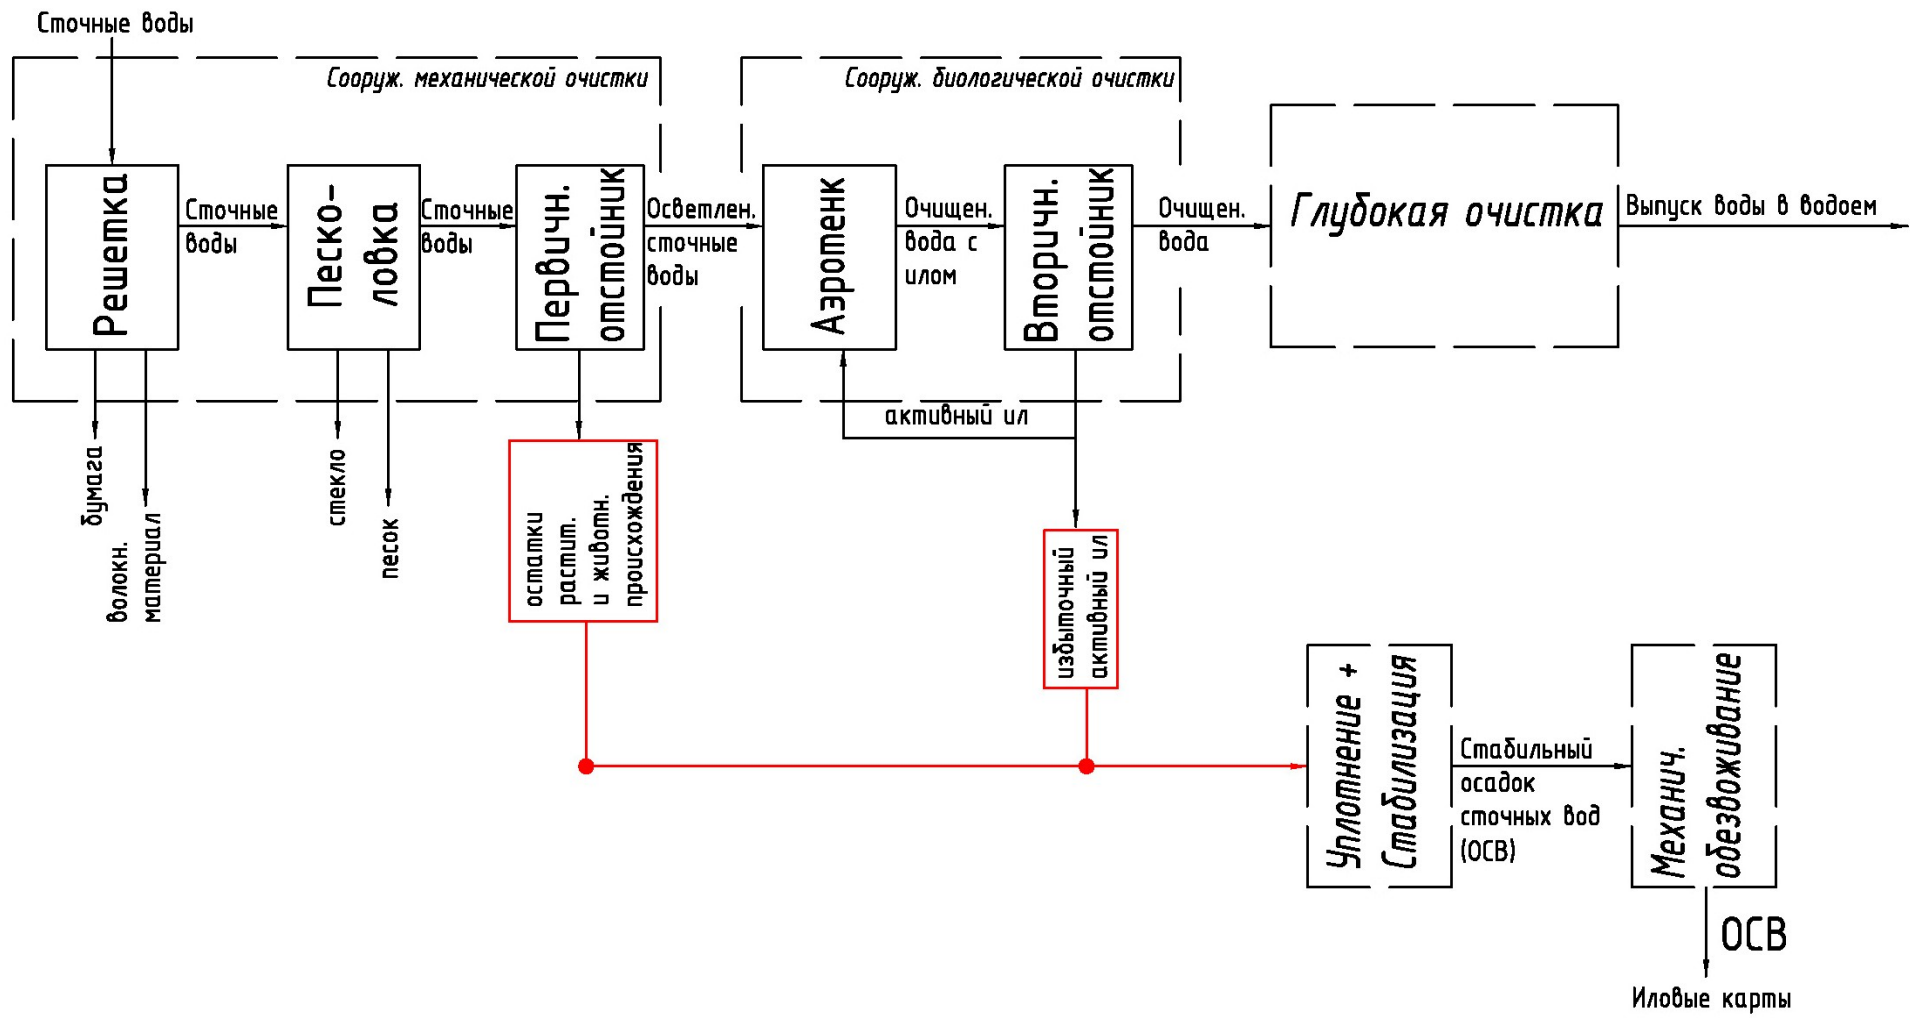 Сточные воды
Сооруж. механической очистки
Сооруж. биологической очистки
Решетка
Сточные
воды
Песко-
ловка
Сточные
воды
Первичн.
отстойник
Осветлен.
сточные
воды
Аэротенк
Очищен.
вода с
илом
Вторичн.
отстойник
Очищен.
вода
Глубокая очистка
Выпуск воды в водоем
бумага
волокн.
материал
стекло
песок
остатки
растит.
и животн.
происхождения
активный ил
избыточный
активный ил
Уплотнение +
Стабилизация
Стабильный
осадок
сточных вод
(ОСВ)
Механич.
обезвоживание
ОСВ
Иловые карты